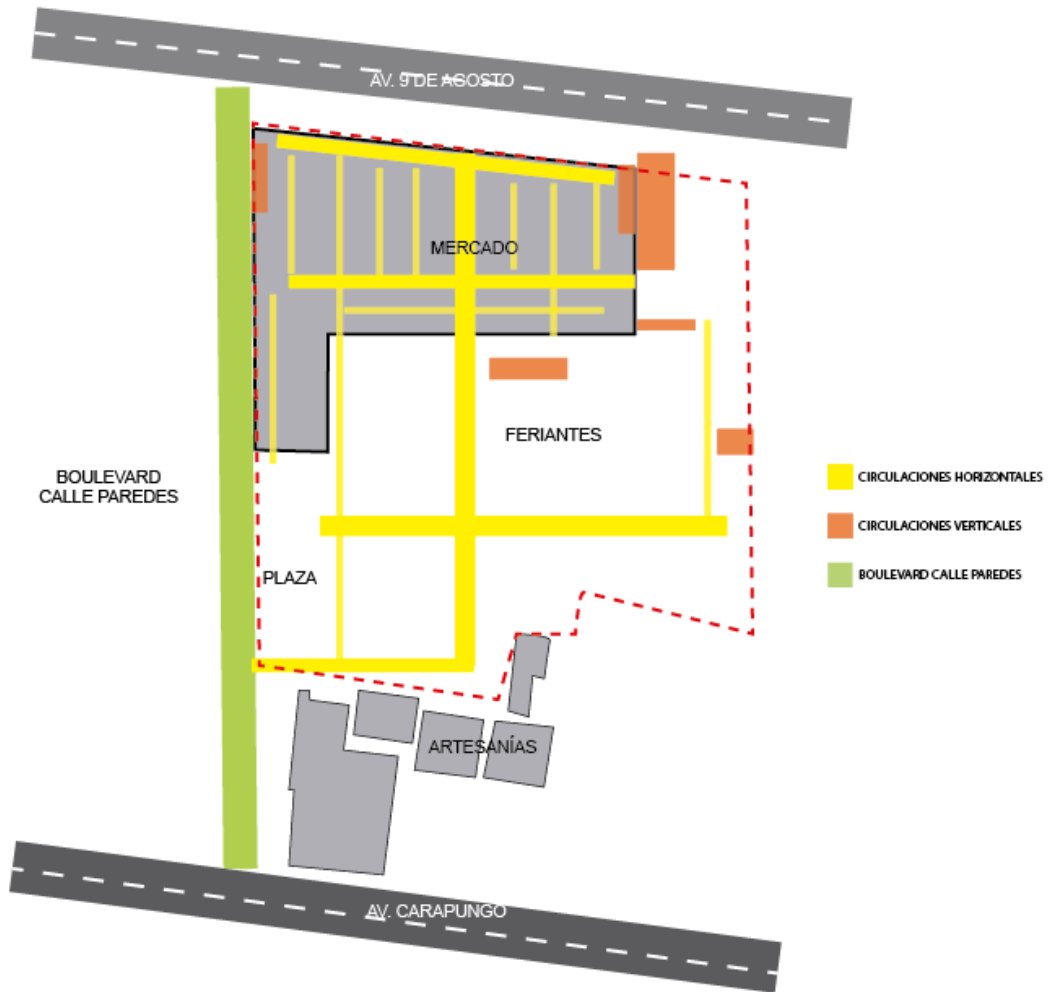 AV. 9 DE AGOSTO
MERCADO
FERIANTES
BOULEVARD
CALLE PAREDES
CIRCULACIONES HORIZONTALES
CIRCULACIONES VERTICALES
BOULEVARD CALLE PAREDES
PLAZA
ARTESANÍAS
AV. CARAPUNGO